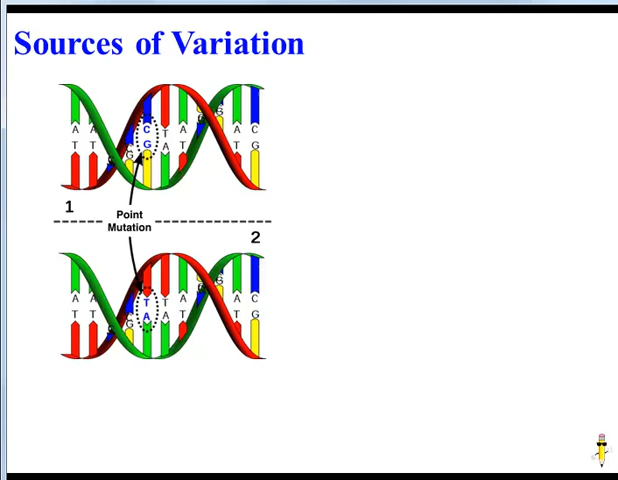 Sources of Variation
A A C T A A C
T T G G A T T G
1
Point
Mutation
2
A A T T A A C
T T G A A T T G